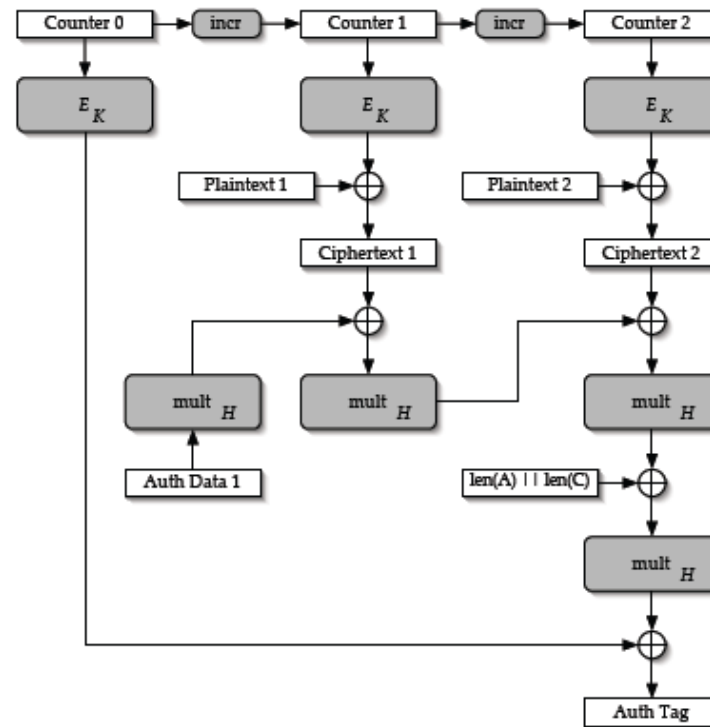 Counter 0
incr
Counter 1
incr
Counter 2
E K
E K
E K
Plaintext 1
Plaintext 2
Ciphertext 1
Ciphertext 2
mult H
mult H
mult H
Auth Data 1
len(A) || len(C)
mult H
Auth Tag